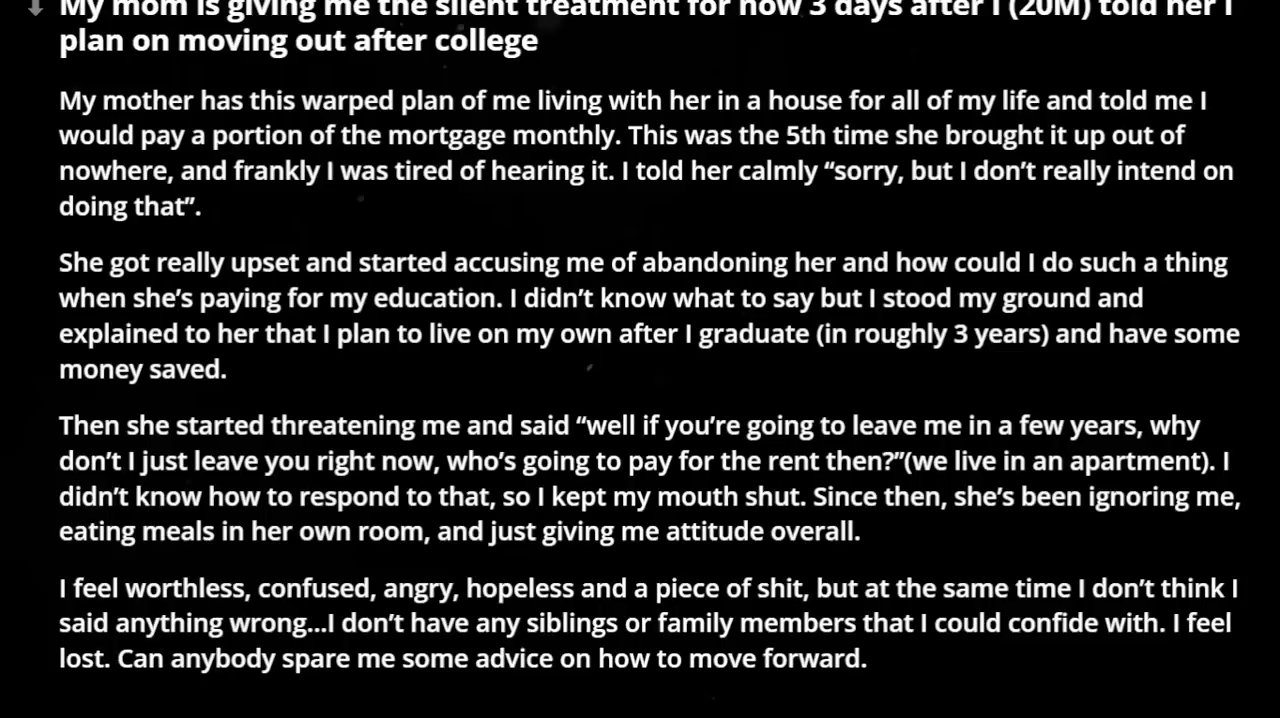 My mom is giving me the silent treatment for now 3 days after I (20M) told her I
plan on moving out after college
My mother has this warped plan of me living with her in a house for all of my life and told me I
would pay a portion of the mortgage monthly. This was the 5th time she brought it up out of
nowhere, and frankly I was tired of hearing it. I told her calmly “sorry, but I don’t really intend on
doing that”.
She got really upset and started accusing me of abandoning her and how could I do such a thing
when she’s paying for my education. I didn’t know what to say but I stood my ground and
explained to her that I plan to live on my own after I graduate (in roughly 3 years) and have some
money saved.
Then she started threatening me and said “well if you’re going to leave me in a few years, why
don’t I just leave you right now, who’s going to pay for the rent then?”(we live in an apartment). I
didn’t know how to respond to that, so I kept my mouth shut. Since then, she’s been ignoring me,
eating meals in her own room, and just giving me attitude overall.
I feel worthless, confused, angry, hopeless and a piece of shit, but at the same time I don’t think I
said anything wrong...I don’t have any siblings or family members that I could confide with. I feel
lost. Can anybody spare me some advice on how to move forward.